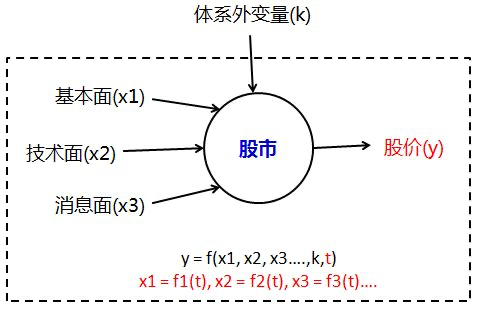 体系外变量(k)
基本面(x1)
技术面(x2)
消息面(x3)
股市
股价(y)
y = f(x1, x2, x3....,k,t)
x1 = f1(t), x2 = f2(t), x3 = f3(t)....